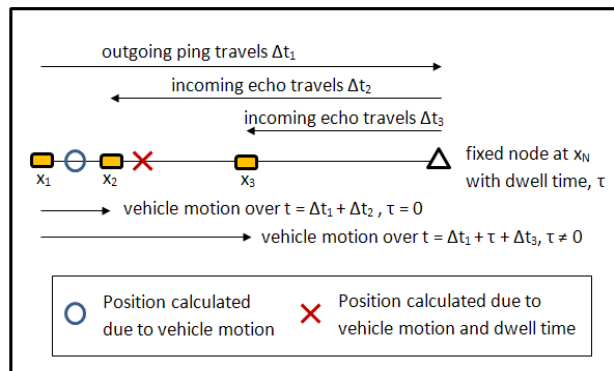 outgoing ping travels Δt₁
incoming echo travels Δt₂
incoming echo travels Δt₃
x₁
x₂
x₃
fixed node at xN
with dwell time, τ
vehicle motion over t = Δt₁ + Δt₂ , τ = 0
vehicle motion over t = Δt₁ + τ + Δt₃, τ ≠ 0
Position calculated
due to vehicle motion
Position calculated due to
vehicle motion and dwell time